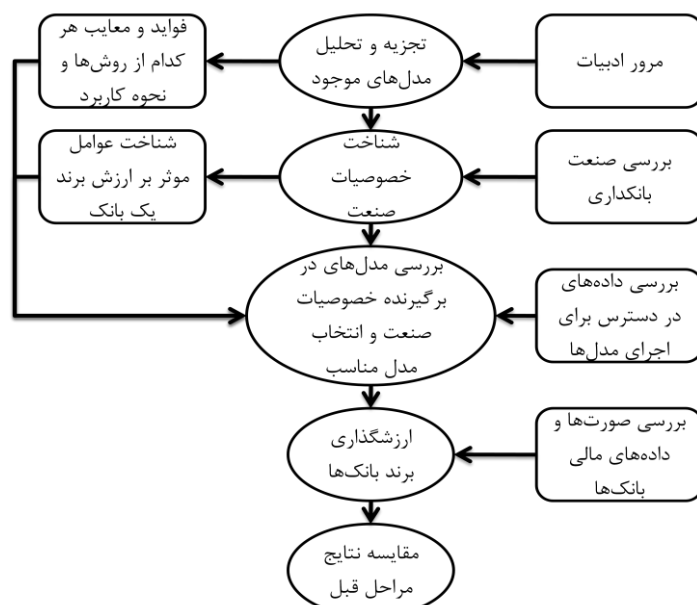 مرور ادبیات
تجزیه و تحلیل
مدل‌های موجود
فواید و معایب هر
کدام از روش‌ها و
نحوه کاربرد
بررسی صنعت
بانکداری
شناخت
خصوصیات
صنعت
شناخت عوامل
موثر بر ارزش برند
یک بانک
بررسی داده‌های
در دسترس برای
اجرای مدل‌ها
بررسی مدل‌های در
برگیرنده خصوصیات
صنعت و انتخاب
مدل مناسب
بررسی صورت‌ها و
داده‌های مالی
بانک‌ها
ارزشگذاری
برند بانک‌ها
مقایسه نتایج
مراحل قبل